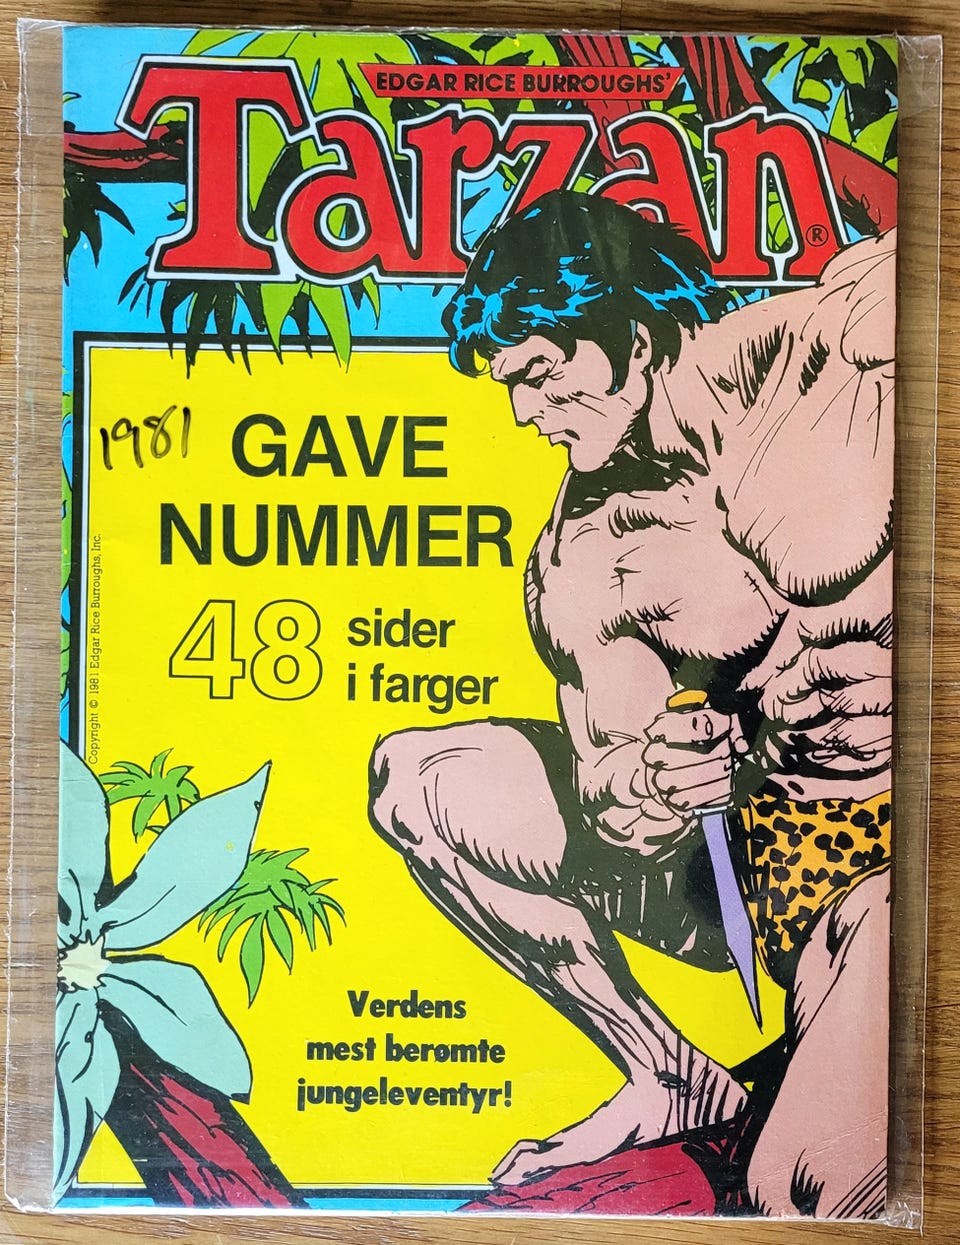 EDGAR RICE BURROUGHS'
Tarzan®
1981
GAVE
NUMMER
48 sider
i farger
Copyright © 1981 Edgar Rice Burroughs, Inc.
Verdens
mest berømte
jungeleventyr!